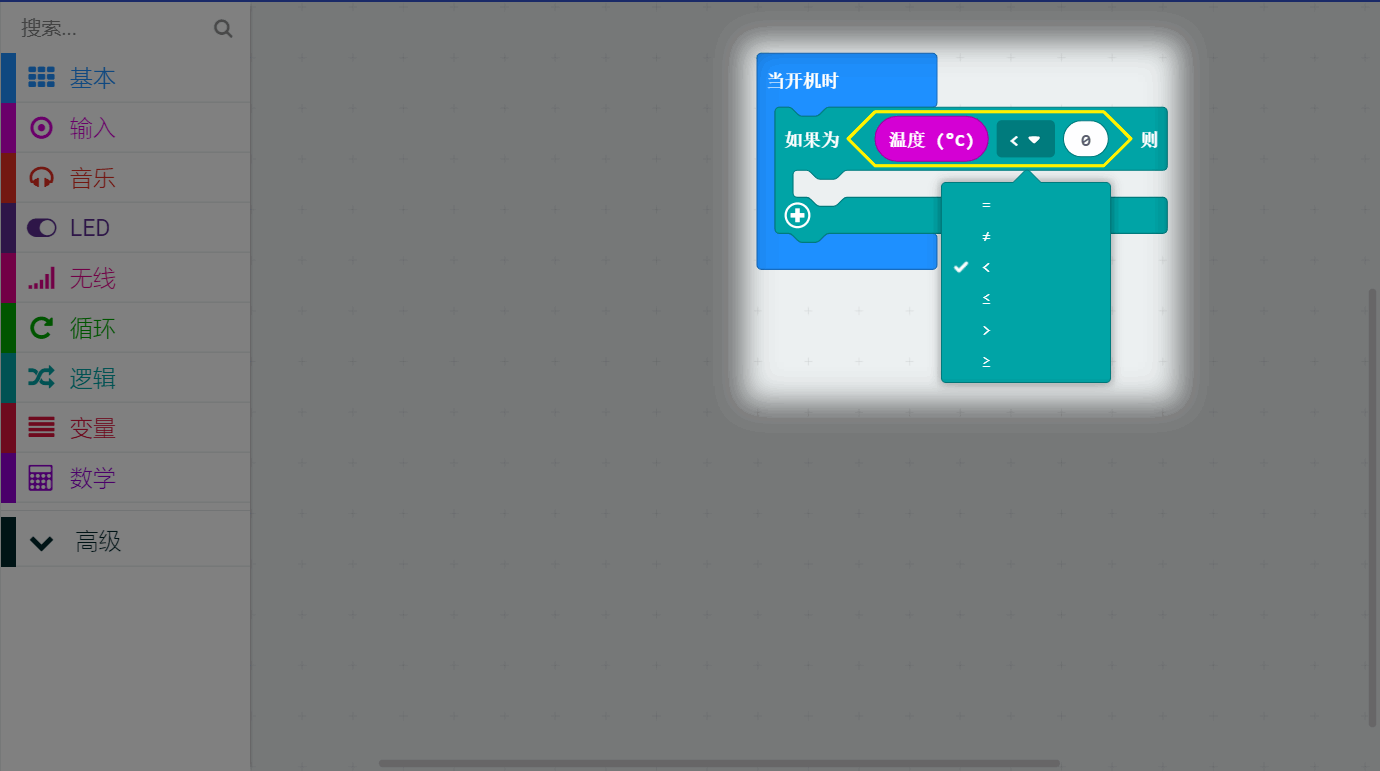 搜索...
基本
输入
音乐
LED
无线
循环
逻辑
变量
数学
高级
当开机时
如果为 温度 (°C) < 0 则
=
≠
<
≤
>
≥